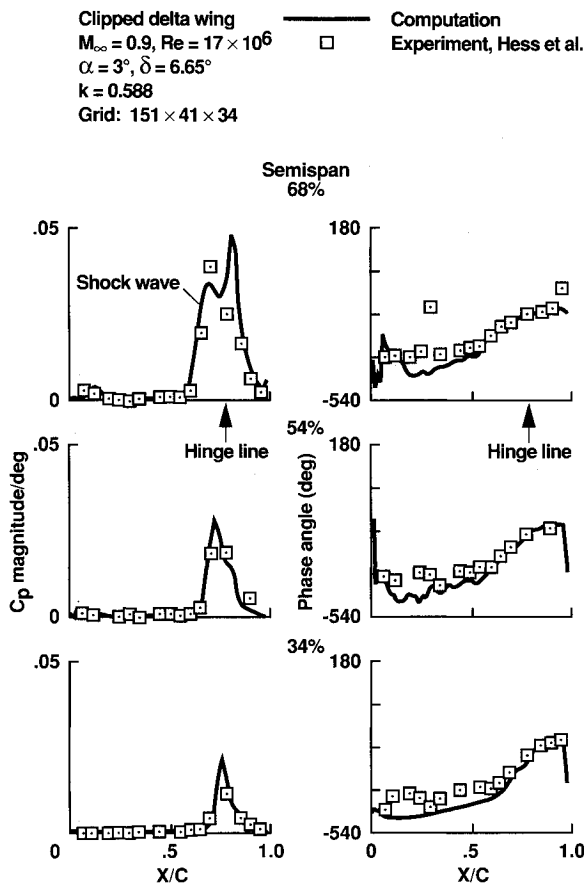 Clipped delta wing
M∞ = 0.9, Re = 17 × 10⁶
α = 3°, δ = 6.65°
k = 0.588
Grid: 151 × 41 × 34
Computation
Experiment, Hess et al.
Semispan
68%
.05
Shock wave
0
180
-540
Hinge line
54%
Hinge line
.05
0
180
-540
Cp magnitude/deg
Phase angle (deg)
34%
.05
0
180
-540
0 .5 1.0
X/C
0 .5 1.0
X/C